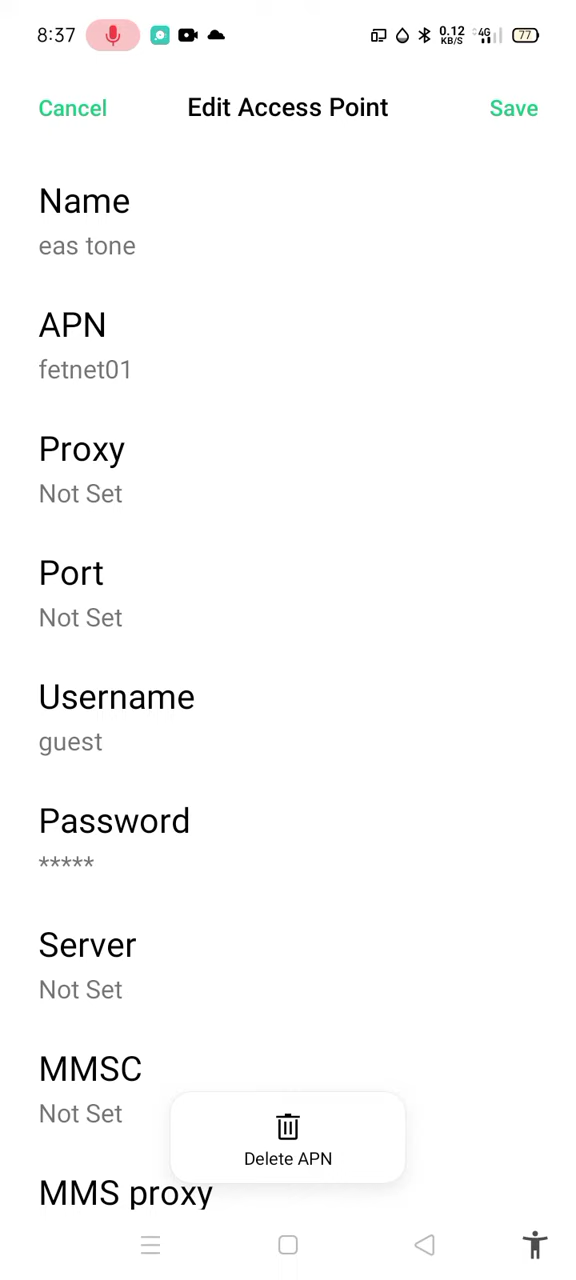 8:37
0.12
KB/S
4G
77
Cancel
Edit Access Point
Save
Name
eas tone
APN
fetnet01
Proxy
Not Set
Port
Not Set
Username
guest
Password
*****
Server
Not Set
MMSC
Not Set
Delete APN
MMS proxy